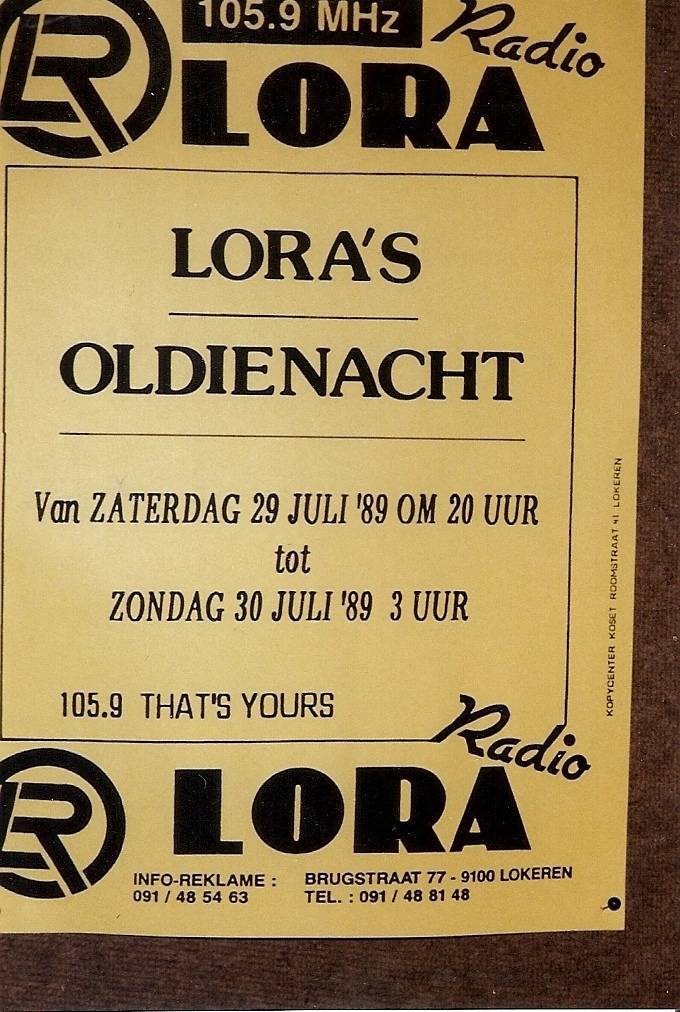 105.9 MHz
Radio
LORA
LORA'S
OLDIENACHT
Van ZATERDAG 29 JULI '89 OM 20 UUR
tot
ZONDAG 30 JULI '89 3 UUR
105.9 THAT'S YOURS
Radio
LORA
INFO-REKLAME :
091 / 48 54 63
BRUGSTRAAT 77 - 9100 LOKEREN
TEL. : 091 / 48 81 48
KOPYCENTER KOSET ROOMSTRAAT 41 LOKEREN